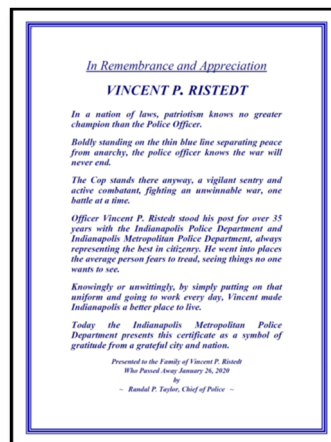 In Remembrance and Appreciation
VINCENT P. RISTEDT
In a nation of laws, patriotism knows no greater
champion than the Police Officer.
Boldly standing on the thin blue line separating peace
from anarchy, the police officer knows the war will
never end.
The Cop stands there anyway, a vigilant sentry and
active combatant, fighting an unwinnable war, one
battle at a time.
Officer Vincent P. Ristedt stood his post for over 35
years with the Indianapolis Police Department and
Indianapolis Metropolitan Police Department, always
representing the best in citizenry. He went into places
the average person fears to tread, seeing things no one
wants to see.
Knowingly or unwittingly, by simply putting on that
uniform and going to work every day, Vincent made
Indianapolis a better place to live.
Today the Indianapolis Metropolitan Police
Department presents this certificate as a symbol of
gratitude from a grateful city and nation.
Presented to the Family of Vincent P. Ristedt
Who Passed Away January 26, 2020
by
~ Randal P. Taylor, Chief of Police ~